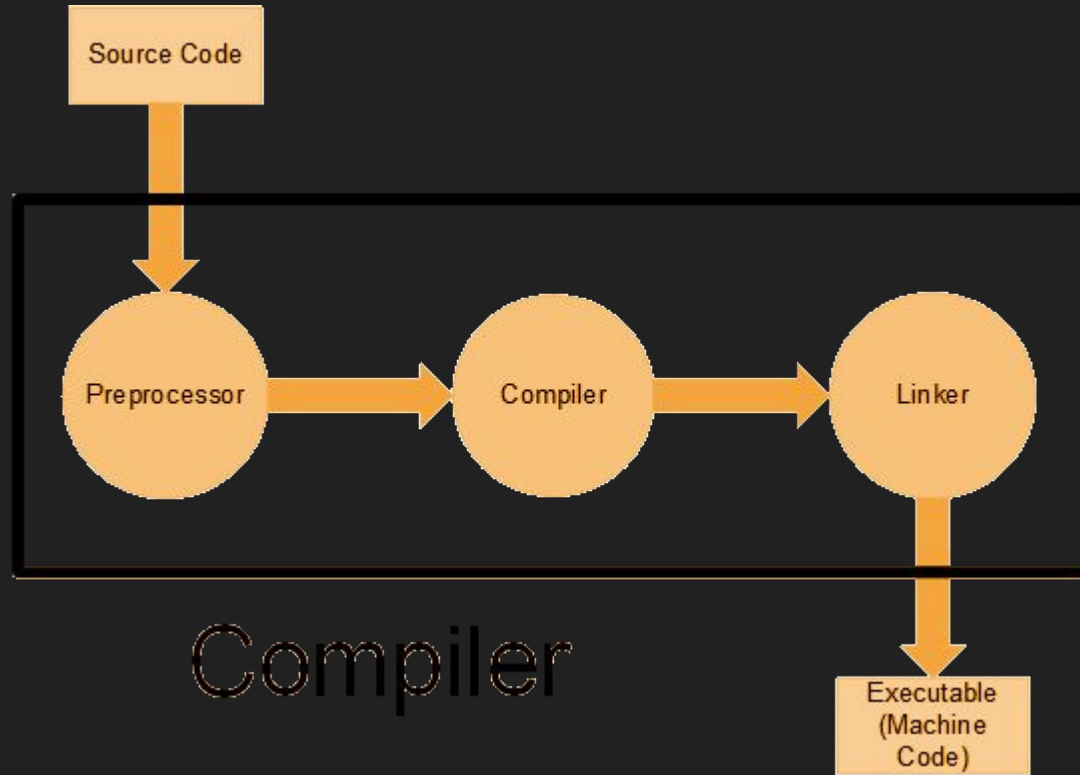 Source Code
Preprocessor
Compiler
Linker
Compiler
Executable
(Machine
Code)